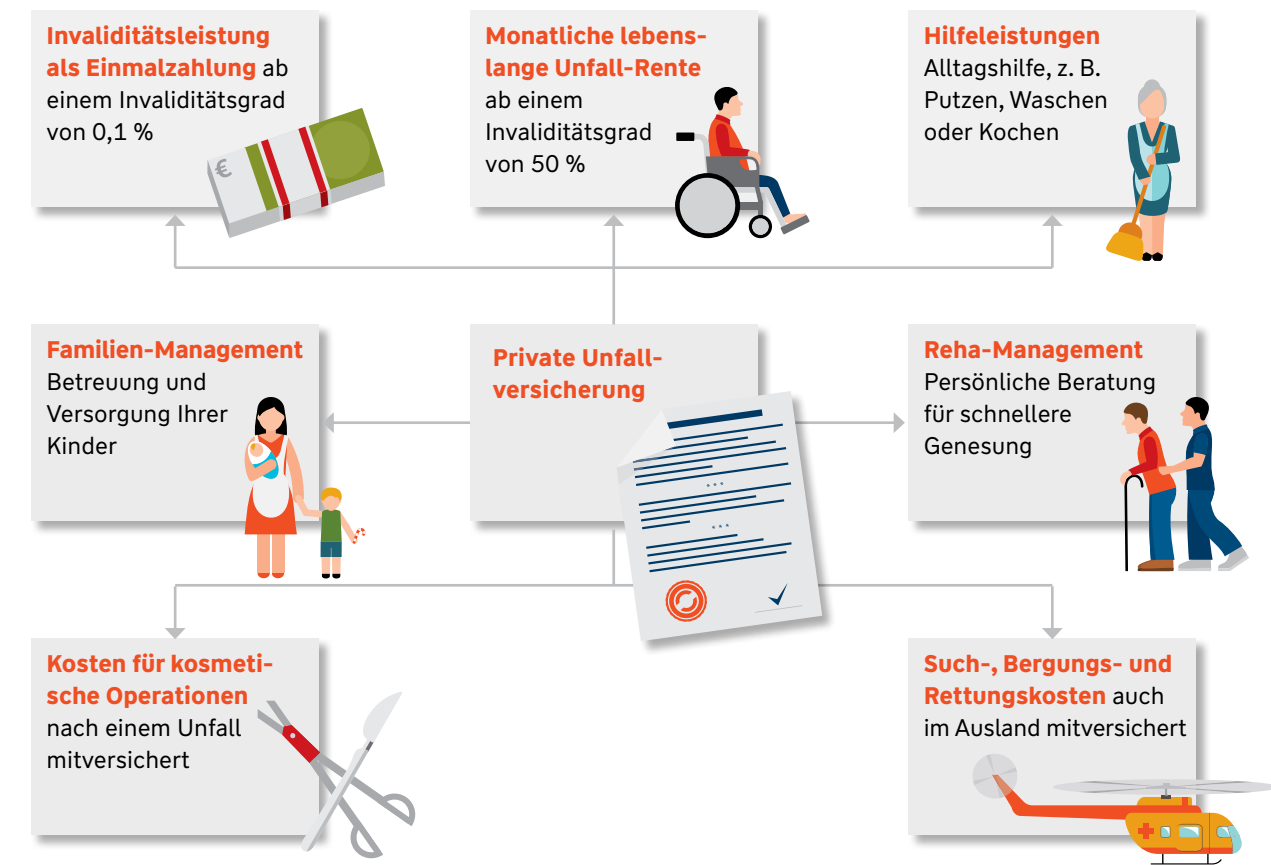 Invaliditätsleistung
als Einmalzahlung ab
einem Invaliditätsgrad
von 0,1 %
€
Monatliche lebens-
lange Unfall-Rente
ab einem
Invaliditätsgrad
von 50 %
Hilfeleistungen
Alltagshilfe, z. B.
Putzen, Waschen
oder Kochen
Familien-Management
Betreuung und
Versorgung Ihrer
Kinder
Private Unfall-
versicherung
Reha-Management
Persönliche Beratung
für schnellere
Genesung
Kosten für kosmeti-
sche Operationen
nach einem Unfall
mitversichert
Such-, Bergungs- und
Rettungskosten auch
im Ausland mitversichert